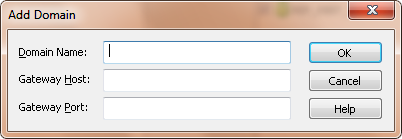 Add Domain
Domain Name:
OK
Gateway Host:
Cancel
Gateway Port:
Help